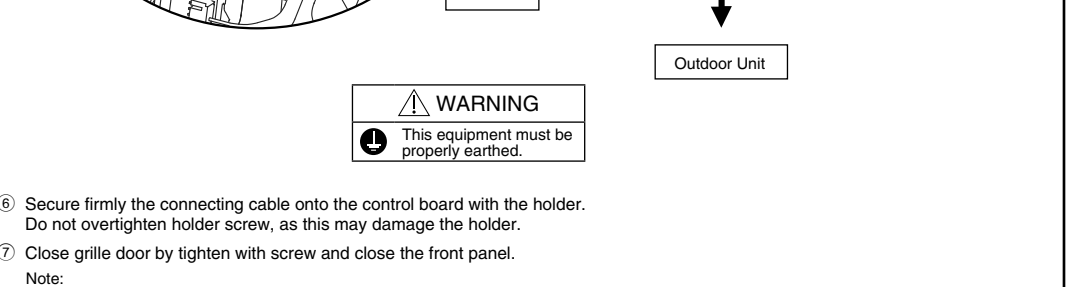 Outdoor Unit
WARNING
This equipment must be
properly earthed.
⑥ Secure firmly the connecting cable onto the control board with the holder.
Do not overtighten holder screw, as this may damage the holder.
⑦ Close grille door by tighten with screw and close the front panel.
Note: